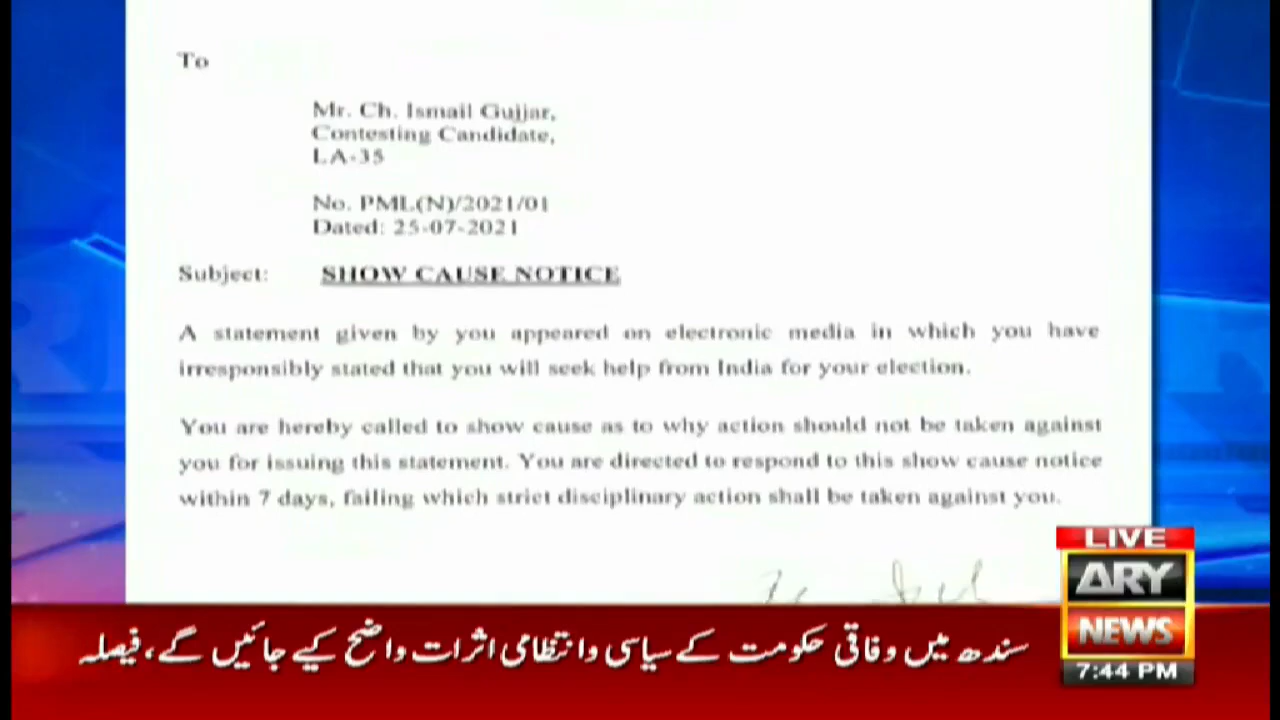 To
Mr. Ch. Ismail Gujjar,
Contesting Candidate,
LA-35
No. PML(N)/2021/01
Dated: 25-07-2021
Subject: SHOW CAUSE NOTICE
A statement given by you appeared on electronic media in which you have
irresponsibly stated that you will seek help from India for your election.
You are hereby called to show cause as to why action should not be taken against
you for issuing this statement. You are directed to respond to this show cause notice
within 7 days, failing which strict disciplinary action shall be taken against you.
LIVE
ARY
NEWS
7:44 PM
سندھ میں وفاقی حکومت کے سیاسی وانتظامی اثرات واضح کیے جائیں گے،فیصلہ